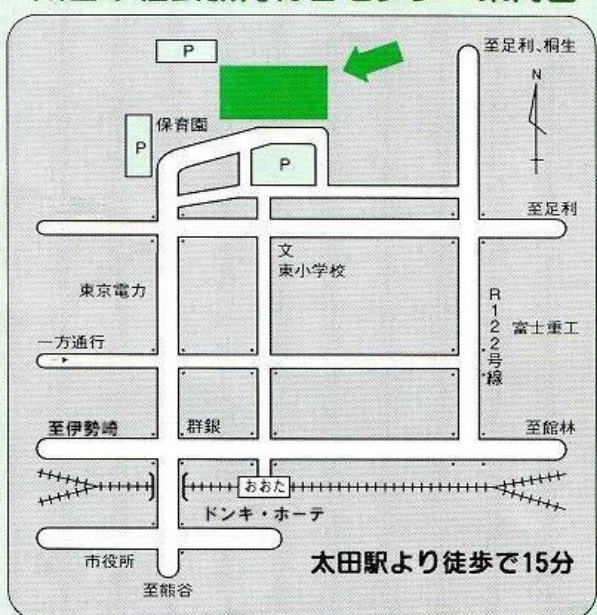 P
至足利、桐生
N
保育園
P
P
至足利
文
東小学校
東京電力
R122号線
富士重工
一方通行
至伊勢崎
群銀
至館林
おおた
ドンキ・ホーテ
市役所
太田駅より徒歩で15分
至熊谷